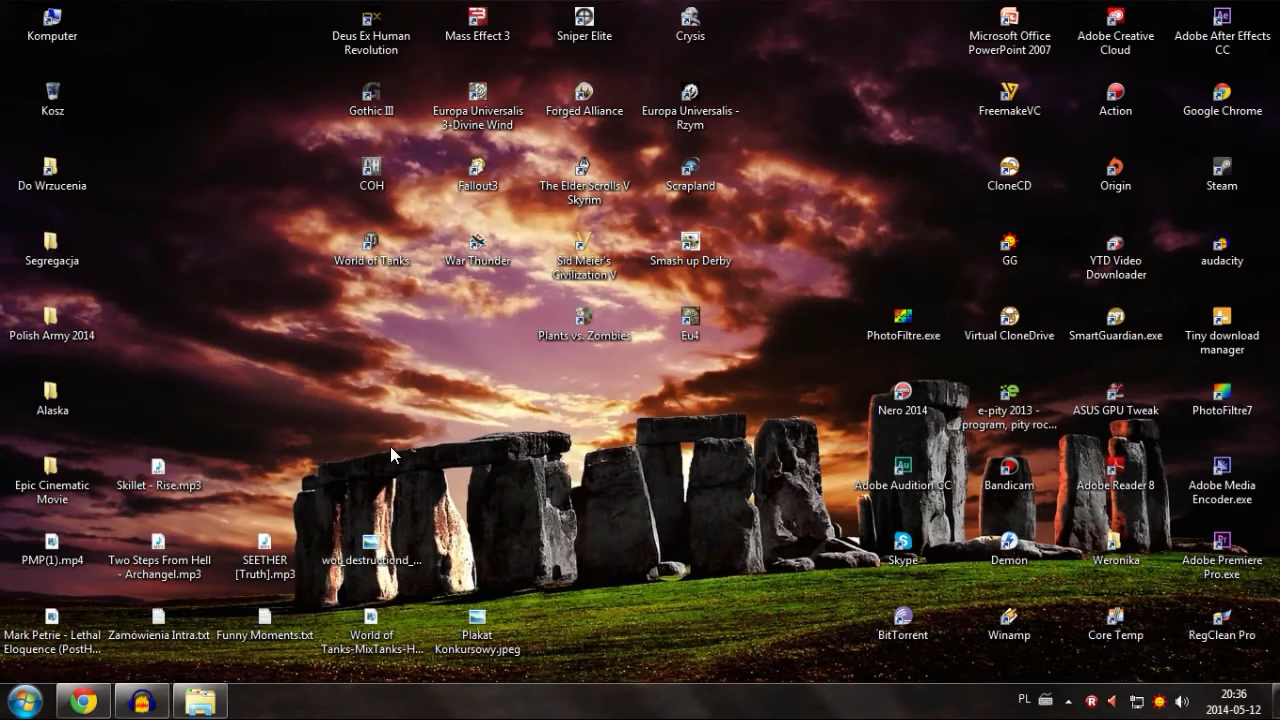 Komputer
Deus Ex Human
Revolution
Mass Effect 3
Sniper Elite
Crysis
Microsoft Office
PowerPoint 2007
Adobe Creative
Cloud
Adobe After Effects
CC
Kosz
Gothic III
Europa Universalis
3-Divine Wind
Forged Alliance
Europa Universalis -
Rzym
FreemakeVC
Action
Google Chrome
Do Wrzucenia
COH
Fallout3
The Elder Scrolls V
Skyrim
Scrapland
CloneCD
Origin
Steam
Segregacja
World of Tanks
War Thunder
Sid Meier's
Civilization V
Smash up Derby
GG
YTD Video
Downloader
audacity
Polish Army 2014
Plants vs. Zombies
Eu4
PhotoFiltre.exe
Virtual CloneDrive
SmartGuardian.exe
Tiny download
manager
Alaska
Nero 2014
e-pity 2013 -
program, pity roc...
ASUS GPU Tweak
PhotoFiltre7
Epic Cinematic
Movie
Skillet - Rise.mp3
Adobe Audition CC
Bandicam
Adobe Reader 8
Adobe Media
Encoder.exe
PMP(1).mp4
Two Steps From Hell
- Archangel.mp3
SEETHER
[Truth].mp3
wot_destructiond_...
Skype
Demon
Weronika
Adobe Premiere
Pro.exe
Mark Petrie - Lethal
Eloquence (PostH...
Zamówienia Intra.txt
Funny Moments.txt
World of
Tanks-MixTanks-H...
Plakat
Konkursowy.jpeg
BitTorrent
Winamp
Core Temp
RegClean Pro
PL
20:36
2014-05-12